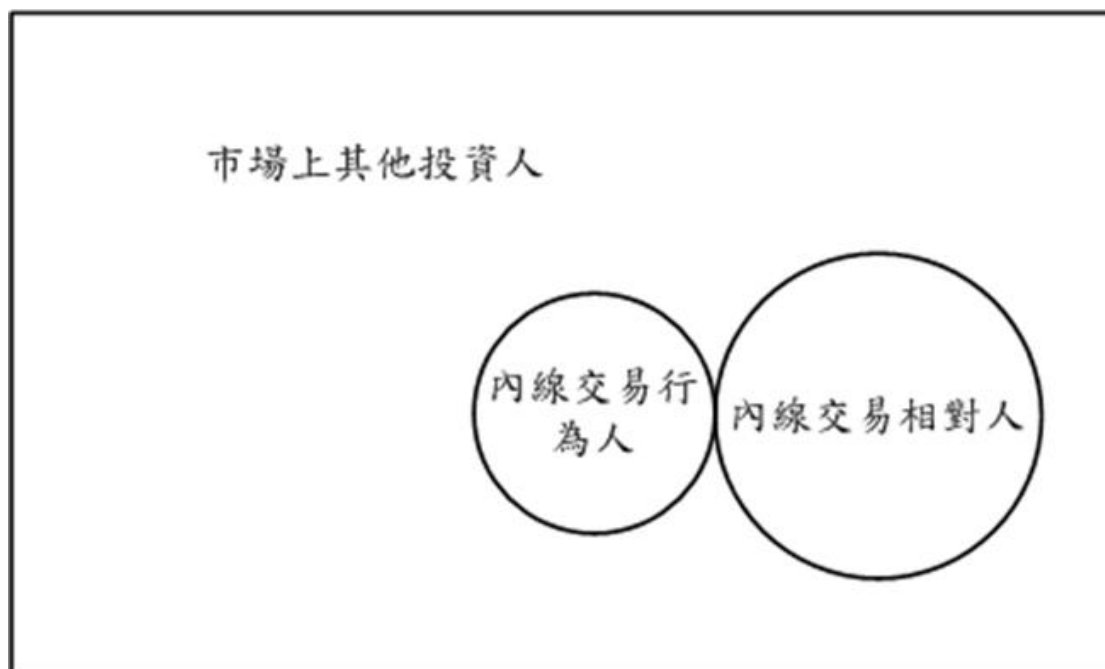 市場上其他投資人
內線交易行
為人
內線交易相對人